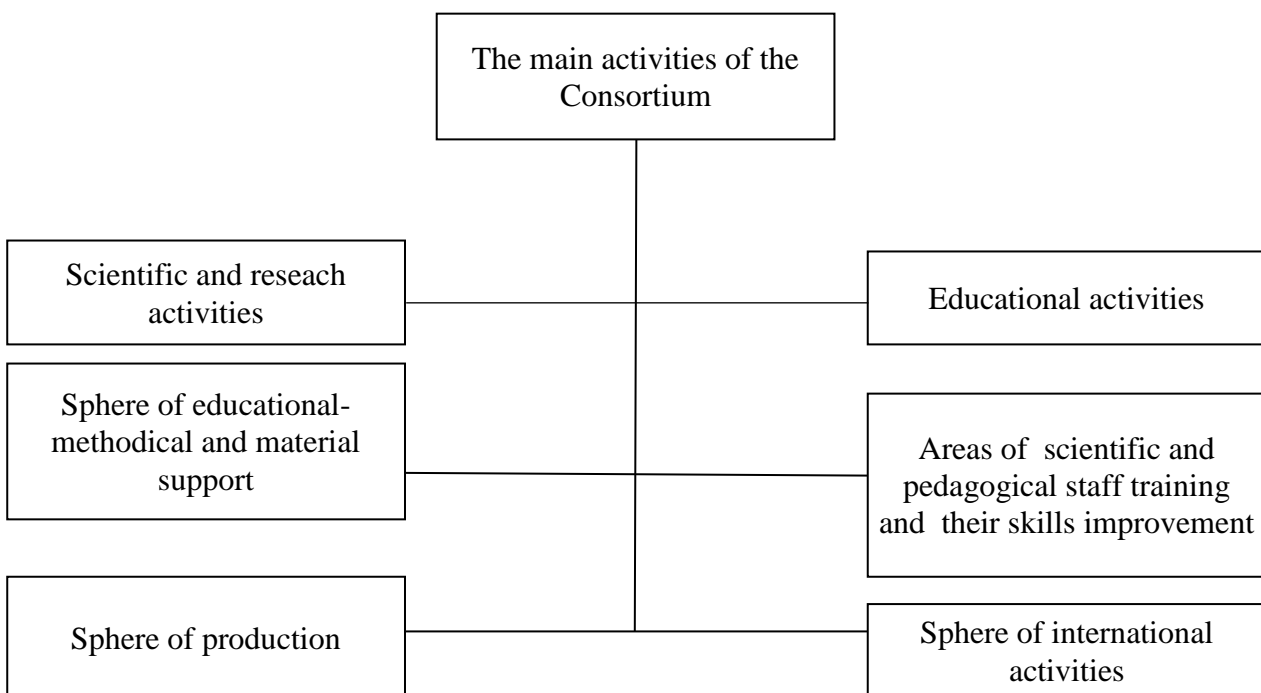 The main activities of the
Consortium
Scientific and reseach
activities
Educational activities
Sphere of educational-
methodical and material
support
Areas of scientific and
pedagogical staff training
and their skills improvement
Sphere of production
Sphere of international
activities